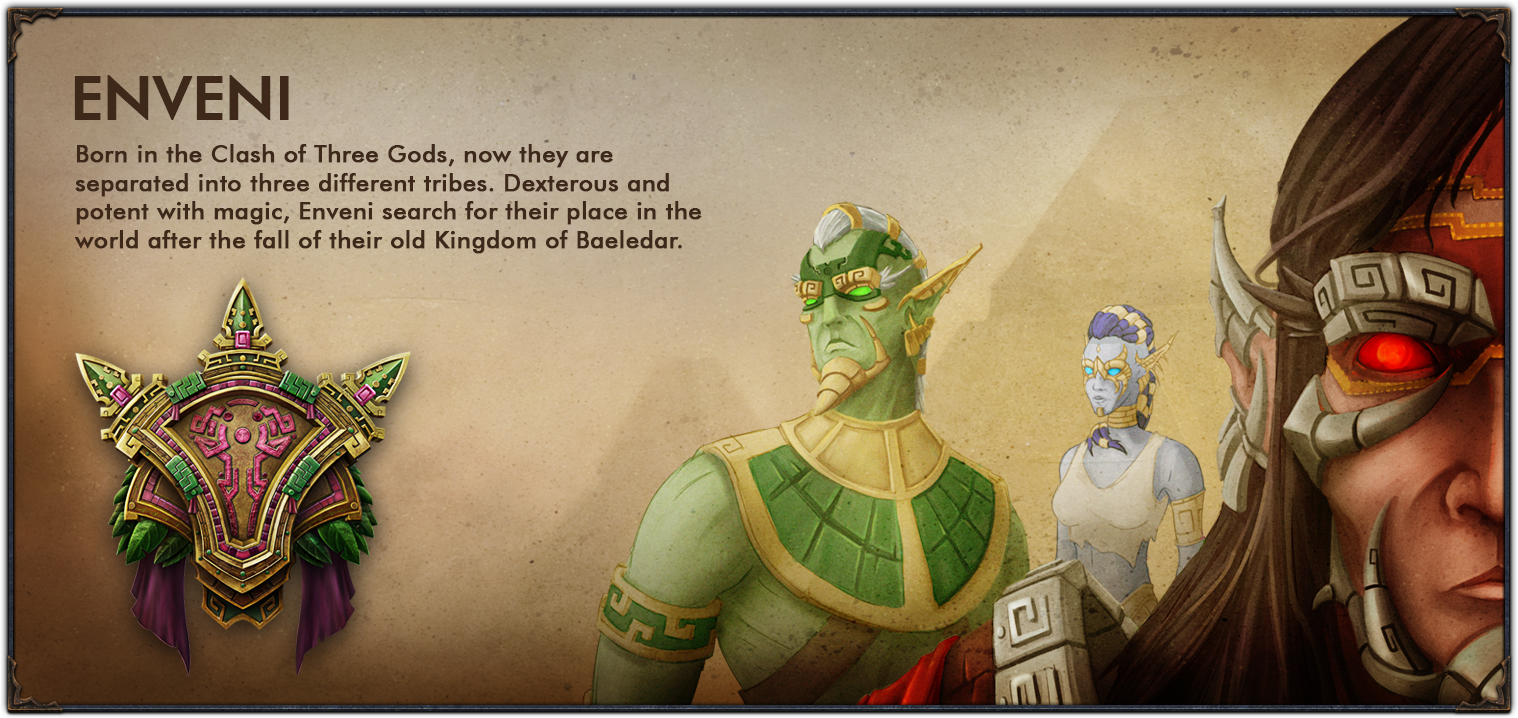 ENVENI
Born in the Clash of Three Gods, now they are
separated into three different tribes. Dexterous and
potent with magic, Enveni search for their place in the
world after the fall of their old Kingdom of Baeledar.